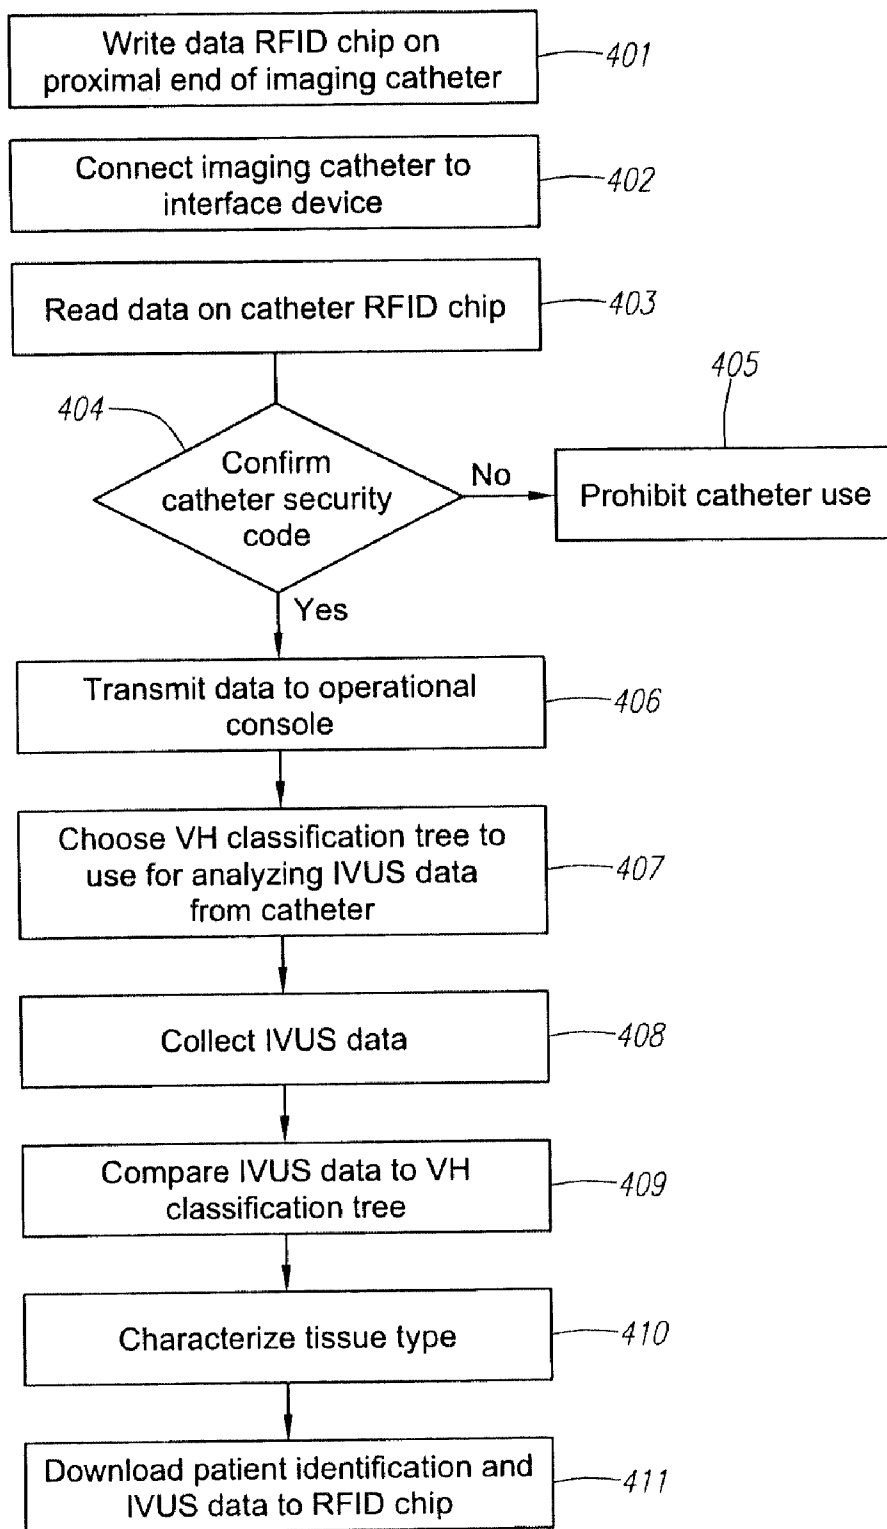 Write data RFID chip on
proximal end of imaging catheter
401
Connect imaging catheter to
interface device
402
Read data on catheter RFID chip
403
404
Confirm
catheter security
code
No
405
Prohibit catheter use
Yes
Transmit data to operational
console
406
Choose VH classification tree to
use for analyzing IVUS data
from catheter
407
Collect IVUS data
408
Compare IVUS data to VH
classification tree
409
Characterize tissue type
410
Download patient identification and
IVUS data to RFID chip
411